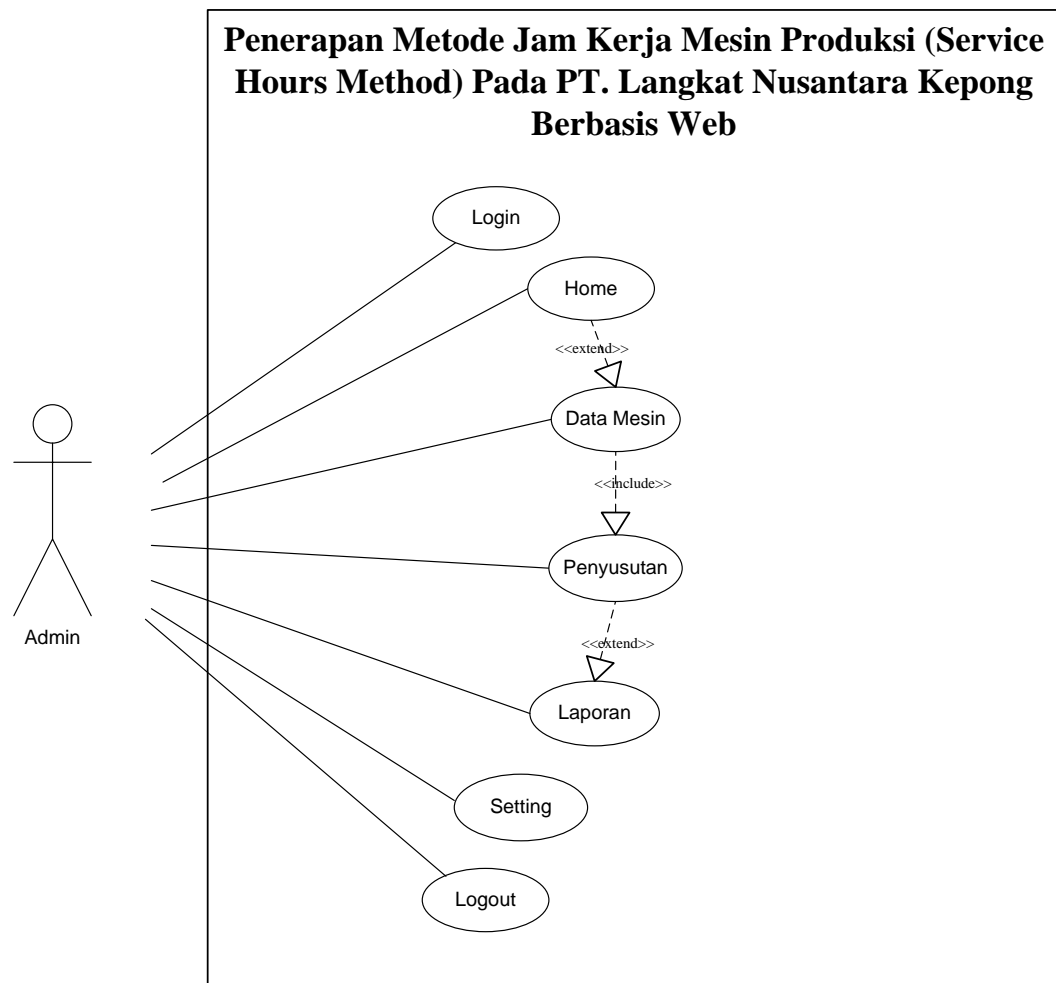 Penerapan Metode Jam Kerja Mesin Produksi (Service
Hours Method) Pada PT. Langkat Nusantara Kepong
Berbasis Web
Login
Home
<<extend>>
Data Mesin
<<include>>
Penyusutan
<<extend>>
Admin
Laporan
Setting
Logout